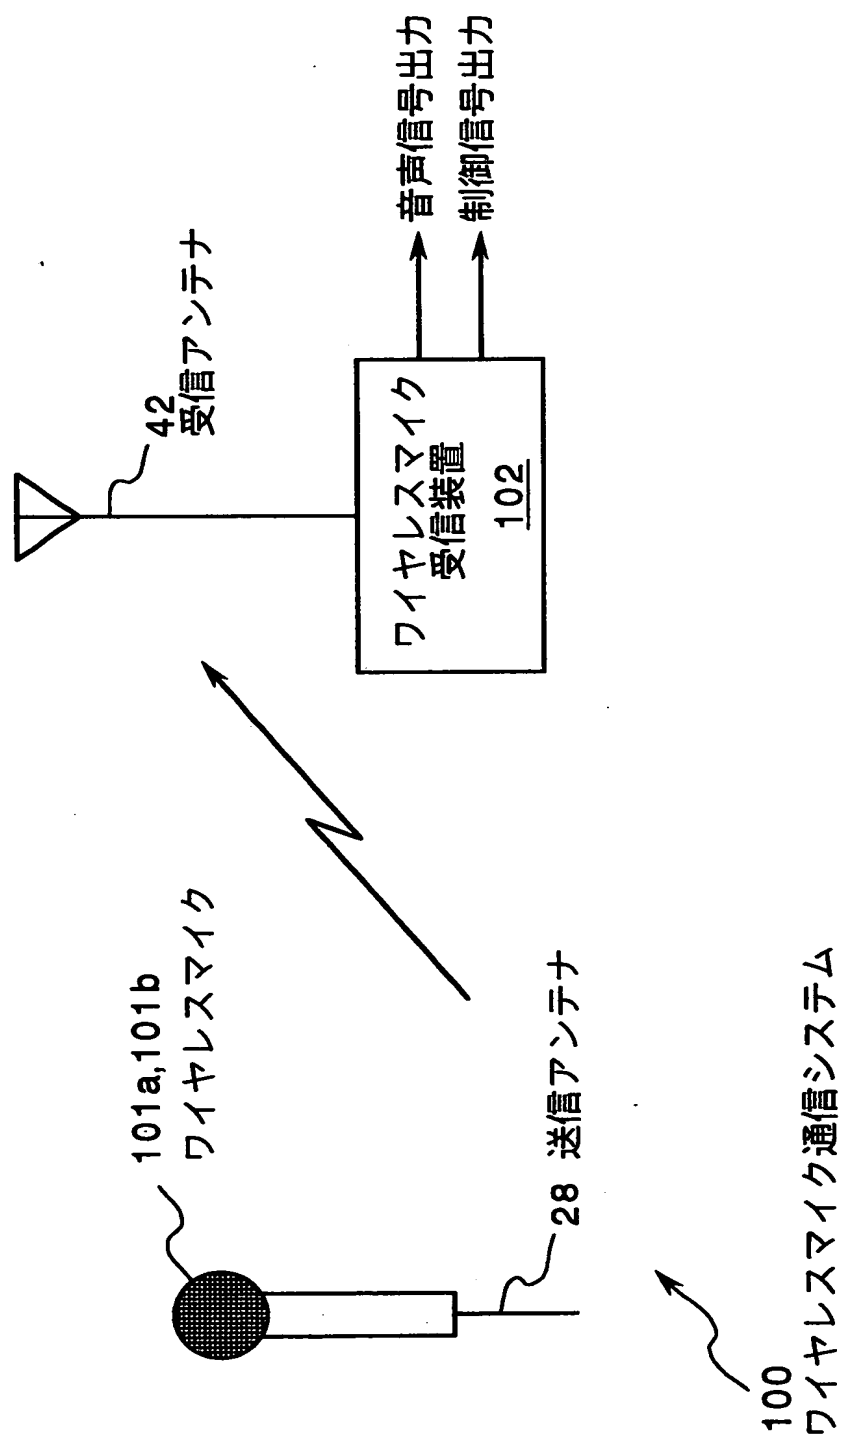 101a,101b
ワイヤレスマイク
28 送信アンテナ
42
受信アンテナ
ワイヤレスマイク
受信装置
102
音声信号出力
制御信号出力
100
ワイヤレスマイク通信システム